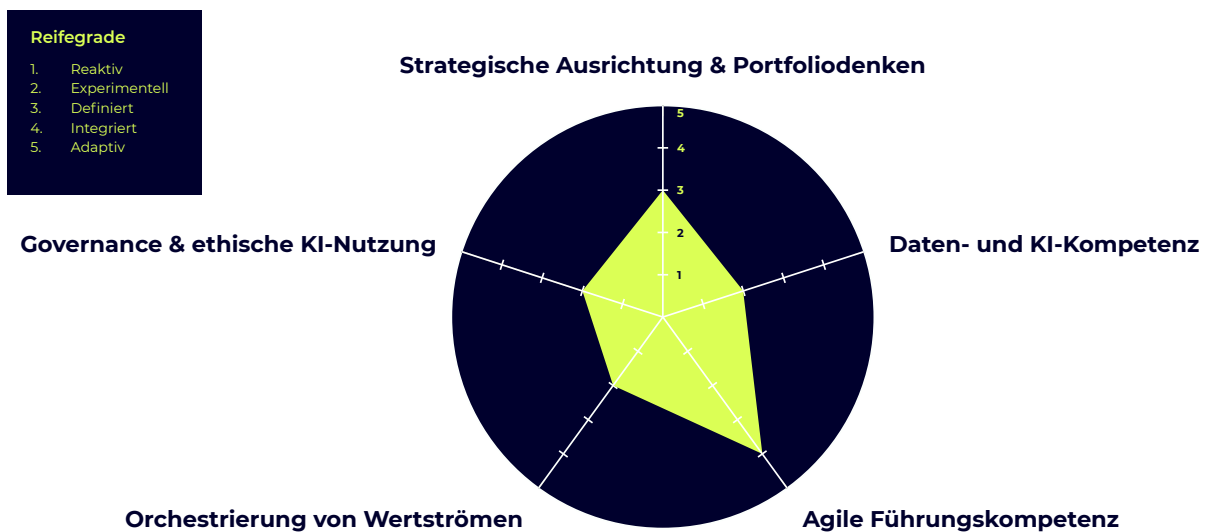 Reifegrade
1. Reaktiv
2. Experimentell
3. Definiert
4. Integriert
5. Adaptiv
Strategische Ausrichtung & Portfoliodenken
5
4
3
2
1
Governance & ethische KI-Nutzung
Daten- und KI-Kompetenz
Orchestrierung von Wertströmen
Agile Führungskompetenz